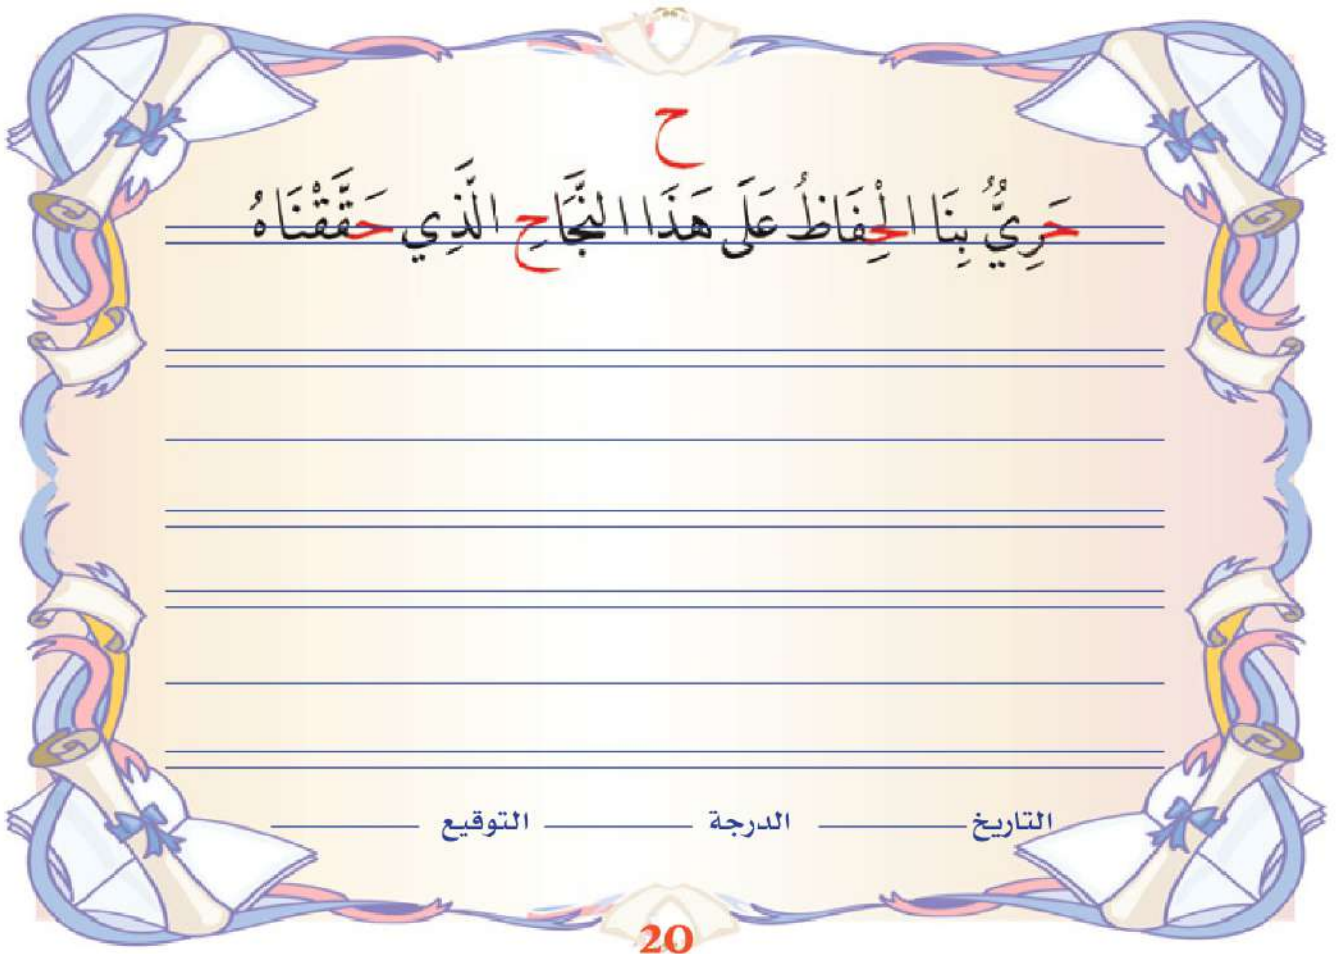 ح
حَرِيٌّ بِنَا الْحِفَاظُ عَلَى هَذَا النَّجَاحِ الَّذِي حَقَّقْنَاهُ
التاريخ الدرجة التوقيع
20